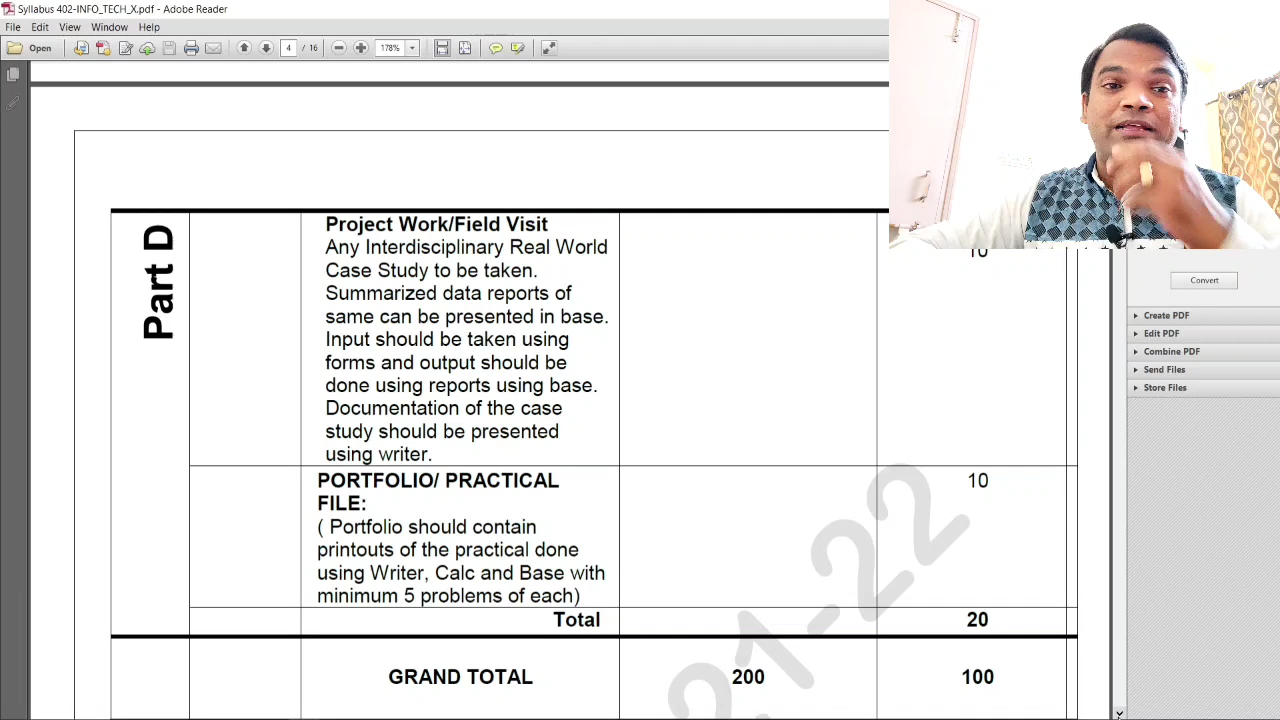 Syllabus 402-INFO_TECH_X.pdf - Adobe Reader
File Edit View Window Help
Open 4 / 16 178%
Part D
Project Work/Field Visit
Any Interdisciplinary Real World
Case Study to be taken.
Summarized data reports of
same can be presented in base.
Input should be taken using
forms and output should be
done using reports using base.
Documentation of the case
study should be presented
using writer.
10
PORTFOLIO/ PRACTICAL
FILE:
( Portfolio should contain
printouts of the practical done
using Writer, Calc and Base with
minimum 5 problems of each)
10
Total 20
GRAND TOTAL 200 100
21-22
Convert
Create PDF
Edit PDF
Combine PDF
Send Files
Store Files